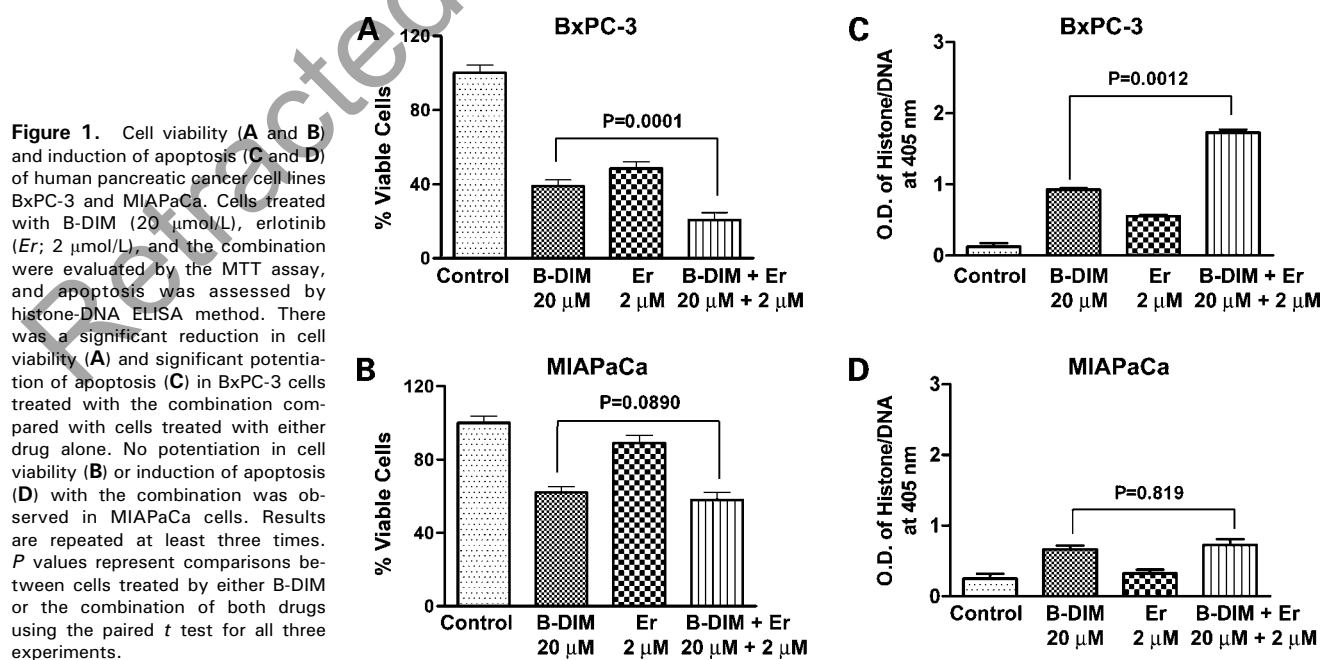 Retracted
Figure 1. Cell viability (A and B)
and induction of apoptosis (C and D)
of human pancreatic cancer cell lines
BxPC-3 and MIAPaCa. Cells treated
with B-DIM (20 μmol/L), erlotinib
(Er; 2 μmol/L), and the combination
were evaluated by the MTT assay,
and apoptosis was assessed by
histone-DNA ELISA method. There
was a significant reduction in cell
viability (A) and significant potentia-
tion of apoptosis (C) in BxPC-3 cells
treated with the combination com-
pared with cells treated with either
drug alone. No potentiation in cell
viability (B) or induction of apoptosis
(D) with the combination was ob-
served in MIAPaCa cells. Results
are repeated at least three times.
P values represent comparisons be-
tween cells treated by either B-DIM
or the combination of both drugs
using the paired t test for all three
experiments.
A
BxPC-3
% Viable Cells
120
80
40
0
P=0.0001
Control B-DIM Er B-DIM + Er
20 μM 2 μM 20 μM + 2 μM
B
MIAPaCa
% Viable Cells
120
80
40
0
P=0.0890
Control B-DIM Er B-DIM + Er
20 μM 2 μM 20 μM + 2 μM
C
BxPC-3
O.D. of Histone/DNA
at 405 nm
3
2
1
0
P=0.0012
Control B-DIM Er B-DIM + Er
20 μM 2 μM 20 μM + 2 μM
D
MIAPaCa
O.D. of Histone/DNA
at 405 nm
3
2
1
0
P=0.819
Control B-DIM Er B-DIM + Er
20 μM 2 μM 20 μM + 2 μM